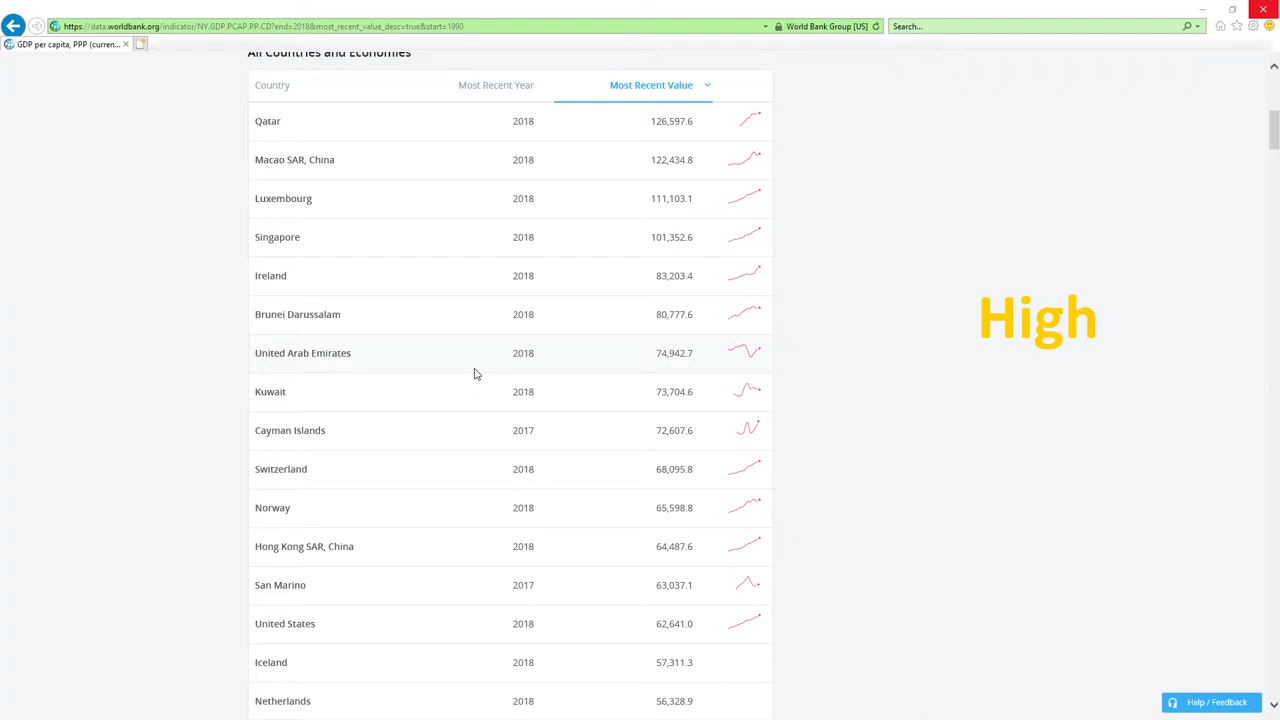 https://data.worldbank.org/indicator/NY.GDP.PCAP.PP.CD?end=2018&most_recent_value_desc=true&start=1990
World Bank Group [US]
Search...
GDP per capita, PPP (curren...
All Countries and Economies
Country Most Recent Year Most Recent Value
Qatar 2018 126,597.6
Macao SAR, China 2018 122,434.8
Luxembourg 2018 111,103.1
Singapore 2018 101,352.6
Ireland 2018 83,203.4
High
Brunei Darussalam 2018 80,777.6
United Arab Emirates 2018 74,942.7
Kuwait 2018 73,704.6
Cayman Islands 2017 72,607.6
Switzerland 2018 68,095.8
Norway 2018 65,598.8
Hong Kong SAR, China 2018 64,487.6
San Marino 2017 63,037.1
United States 2018 62,641.0
Iceland 2018 57,311.3
Netherlands 2018 56,328.9
Help / Feedback